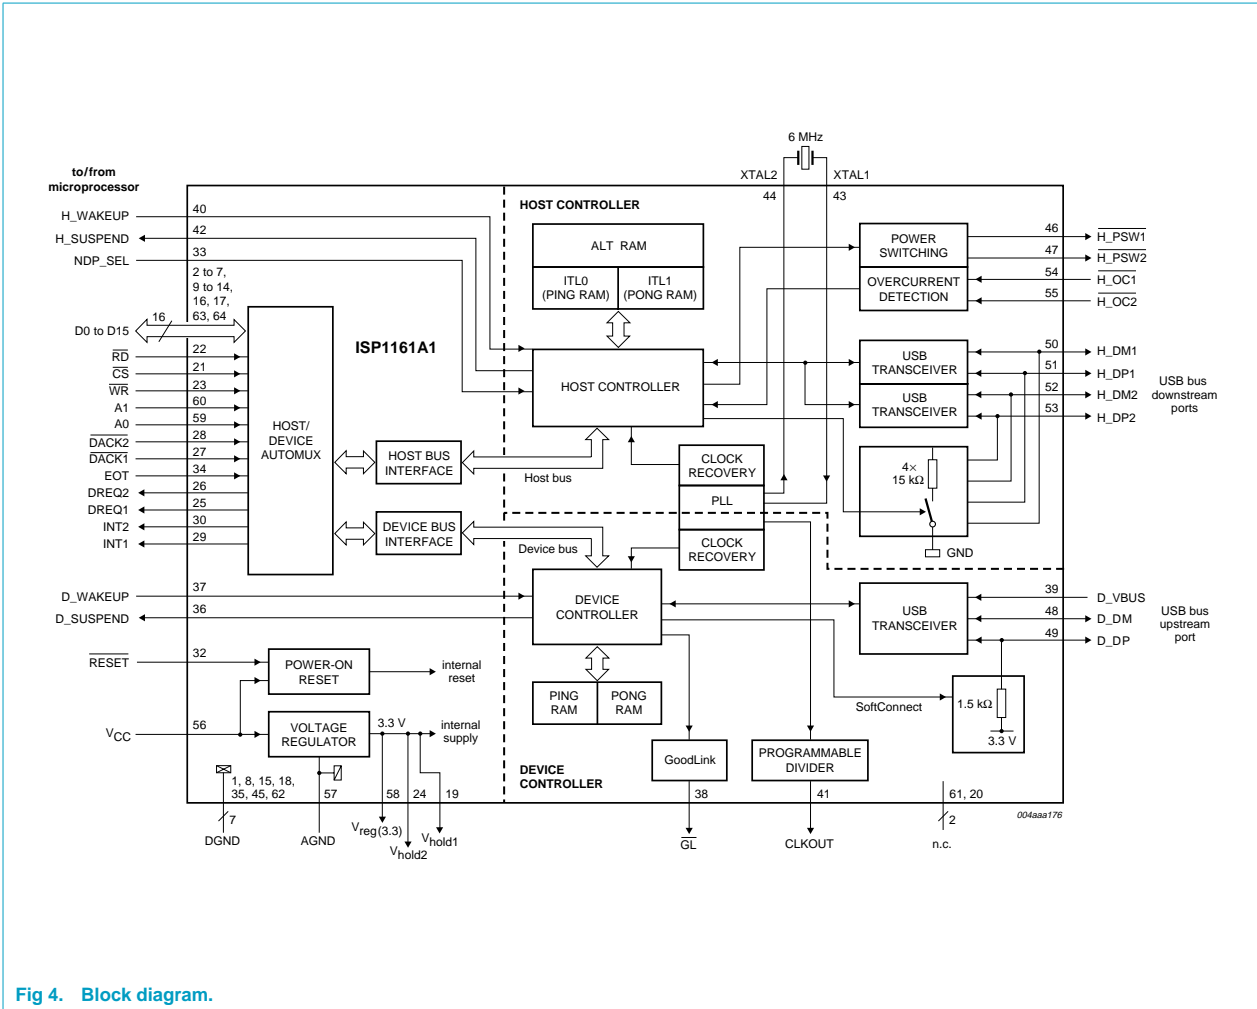 6 MHz
to/from
microprocessor
XTAL2
XTAL1
44
43
H_WAKEUP
40
H_SUSPEND
42
NDP_SEL
33
2 to 7,
9 to 14,
16, 17,
63, 64
D0 to D15
16
RD
22
CS
21
WR
23
A1
60
A0
59
DACK2
28
DACK1
27
EOT
34
DREQ2
26
DREQ1
25
INT2
30
INT1
29
HOST/
DEVICE
AUTOMUX
ISP1161A1
HOST BUS
INTERFACE
DEVICE BUS
INTERFACE
Host bus
Device bus
HOST CONTROLLER
ALT RAM
ITL0
(PING RAM)
ITL1
(PONG RAM)
HOST CONTROLLER
CLOCK
RECOVERY
PLL
CLOCK
RECOVERY
POWER
SWITCHING
OVERCURRENT
DETECTION
46
H_PSW1
47
H_PSW2
54
H_OC1
55
H_OC2
USB
TRANSCEIVER
USB
TRANSCEIVER
50
H_DM1
51
H_DP1
52
H_DM2
53
H_DP2
USB bus
downstream
ports
4×
15 kΩ
GND
D_WAKEUP
37
D_SUSPEND
36
DEVICE
CONTROLLER
PING
RAM
PONG
RAM
USB
TRANSCEIVER
39
D_VBUS
48
D_DM
49
D_DP
USB bus
upstream
port
SoftConnect
1.5 kΩ
3.3 V
RESET
32
POWER-ON
RESET
internal
reset
VCC
56
VOLTAGE
REGULATOR
3.3 V
internal
supply
GoodLink
PROGRAMMABLE
DIVIDER
DEVICE
CONTROLLER
1, 8, 15, 18,
35, 45, 62
57
58
24
19
38
41
61, 20
7
DGND
AGND
Vreg(3.3)
Vhold2
Vhold1
GL
CLKOUT
2
n.c.
004aaa176
Fig 4. Block diagram.